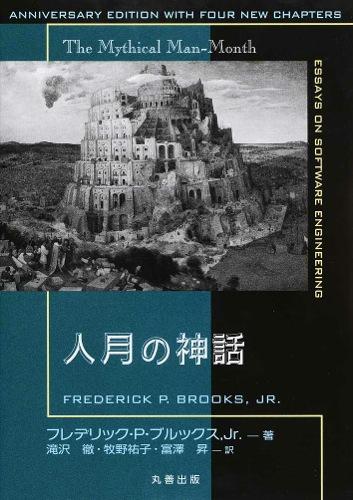 ANNIVERSARY EDITION WITH FOUR NEW CHAPTERS
The Mythical Man-Month
ESSAYS ON SOFTWARE ENGINEERING
人月の神話
FREDERICK P. BROOKS, JR.
フレデリック・P・ブルックス,Jr. ―著
滝沢 徹・牧野祐子・富澤 昇―訳
丸善出版